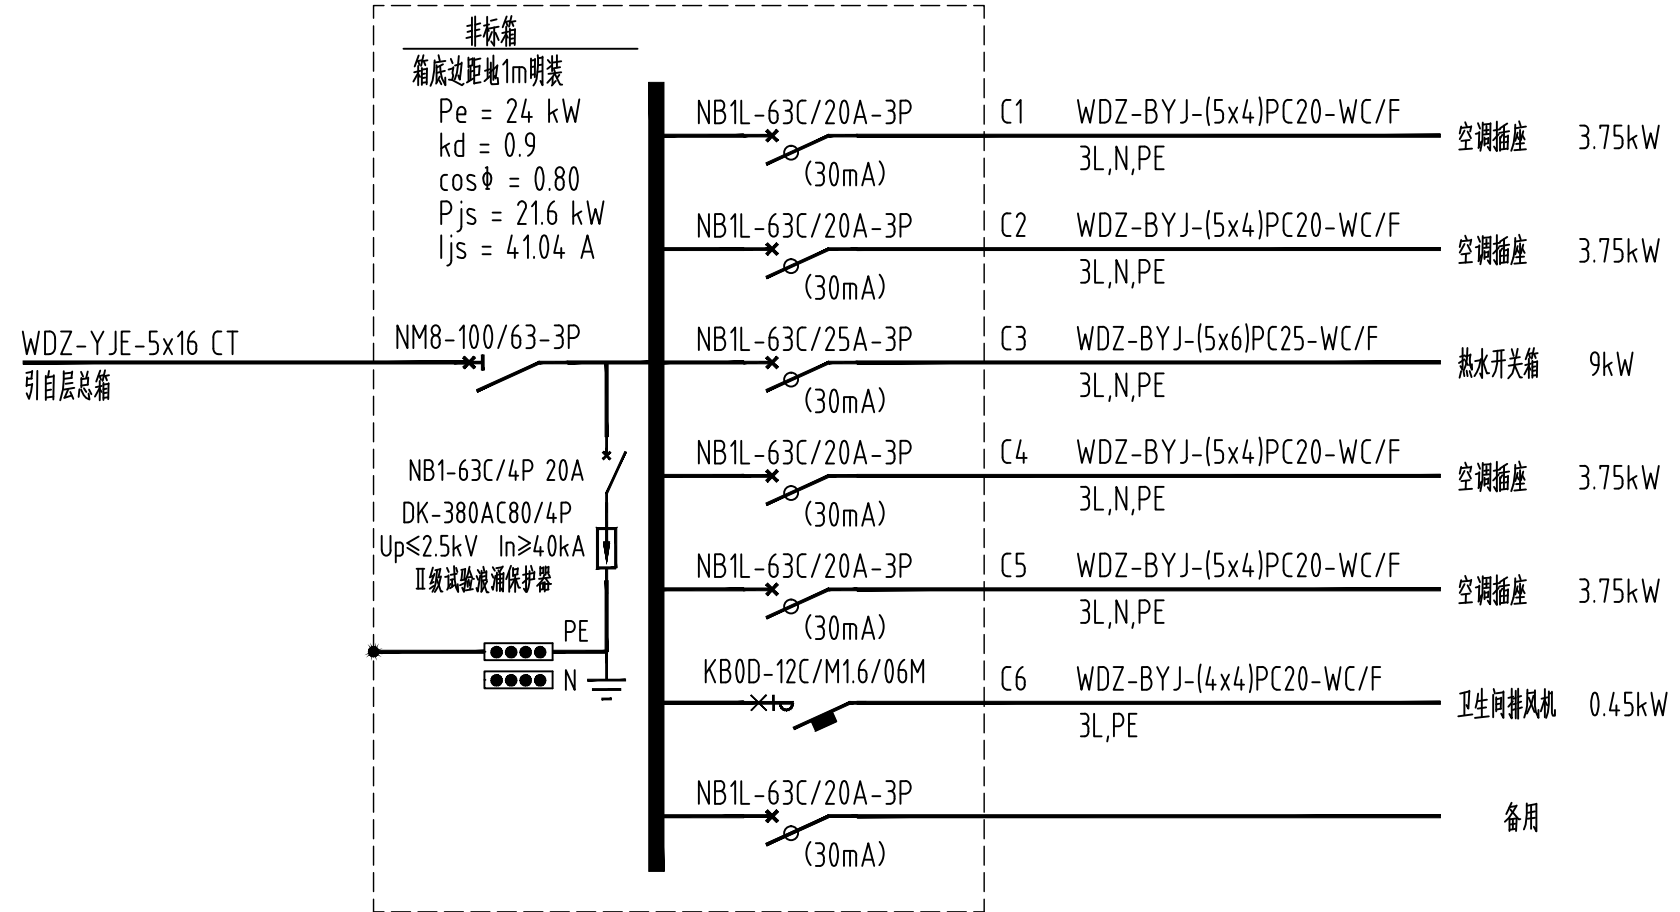 非标箱
箱底边距地1m明装
Pe = 24 kW
kd = 0.9
cosΦ = 0.80
Pjs = 21.6 kW
Ijs = 41.04 A
WDZ-YJE-5x16 CT
引自层总箱
NM8-100/63-3P
NB1-63C/4P 20A
DK-380AC80/4P
Up≤2.5kV In≥40kA
Ⅱ级试验浪涌保护器
PE
N
NB1L-63C/20A-3P C1 WDZ-BYJ-(5x4)PC20-WC/F
空调插座 3.75kW
(30mA) 3L,N,PE
NB1L-63C/20A-3P C2 WDZ-BYJ-(5x4)PC20-WC/F
空调插座 3.75kW
(30mA) 3L,N,PE
NB1L-63C/25A-3P C3 WDZ-BYJ-(5x6)PC25-WC/F
热水开关箱 9kW
(30mA) 3L,N,PE
NB1L-63C/20A-3P C4 WDZ-BYJ-(5x4)PC20-WC/F
空调插座 3.75kW
(30mA) 3L,N,PE
NB1L-63C/20A-3P C5 WDZ-BYJ-(5x4)PC20-WC/F
空调插座 3.75kW
(30mA) 3L,N,PE
KB0D-12C/M1.6/06M C6 WDZ-BYJ-(4x4)PC20-WC/F
卫生间排风机 0.45kW
3L,PE
NB1L-63C/20A-3P
备用
(30mA)